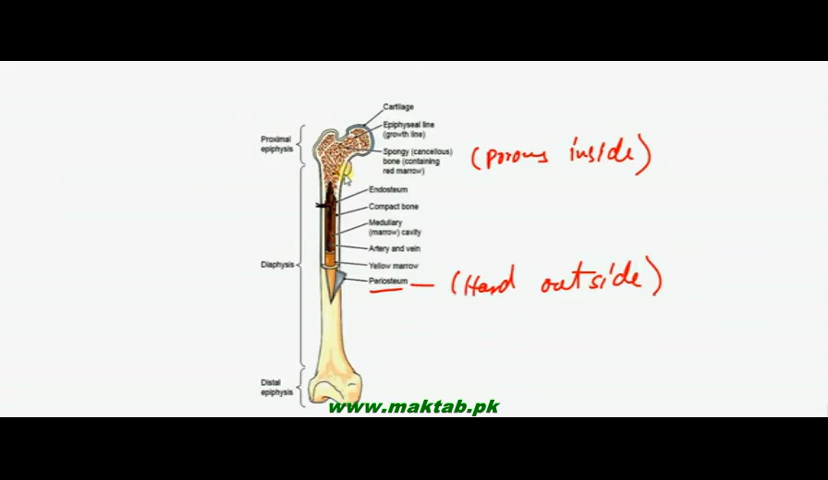 Cartilage
Epiphyseal line
(growth line)
Proximal
epiphysis
Spongy (cancellous)
bone (containing
red marrow)
(porous inside)
Endosteum
Compact bone
Medullary
(marrow) cavity
Artery and vein
Diaphysis
Yellow marrow
Periosteum
(Hard outside)
Distal
epiphysis
www.maktab.pk